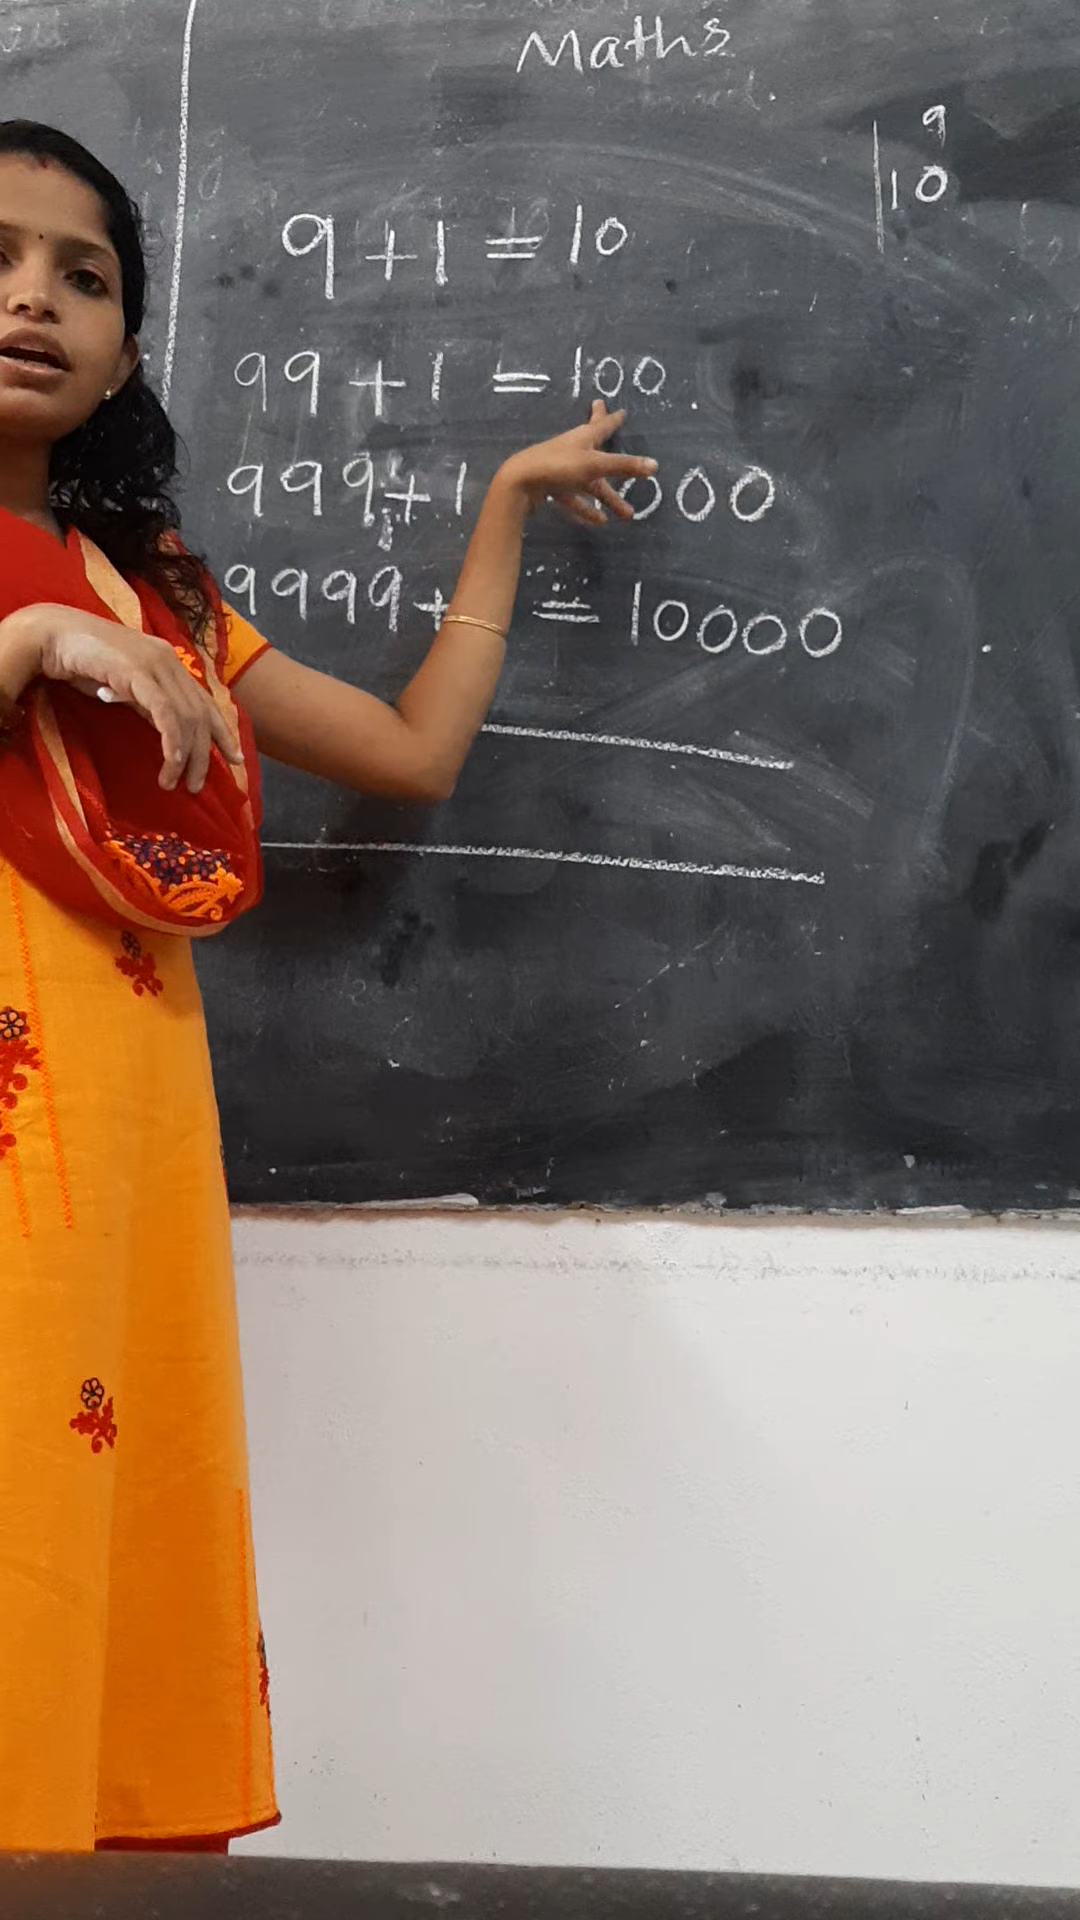 Maths
9
10
9 + 1 = 10
99 + 1 = 100
999 + 1 000
9999 + = 10000